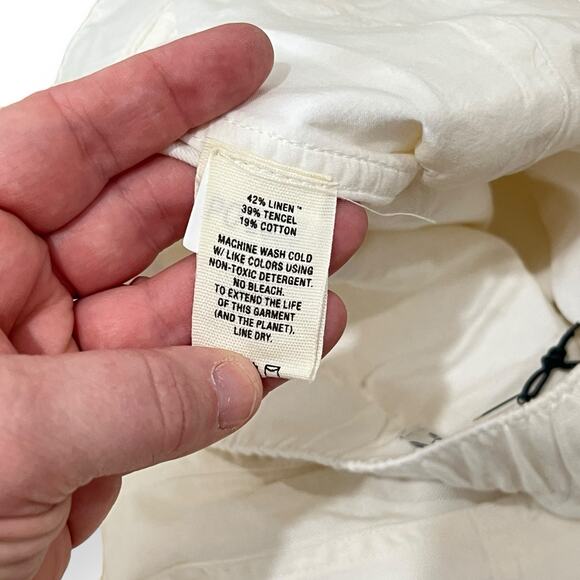 42% LINEN™
39% TENCEL
19% COTTON
MACHINE WASH COLD
W/ LIKE COLORS USING
NON-TOXIC DETERGENT.
NO BLEACH.
TO EXTEND THE LIFE
OF THIS GARMENT
(AND THE PLANET),
LINE DRY.